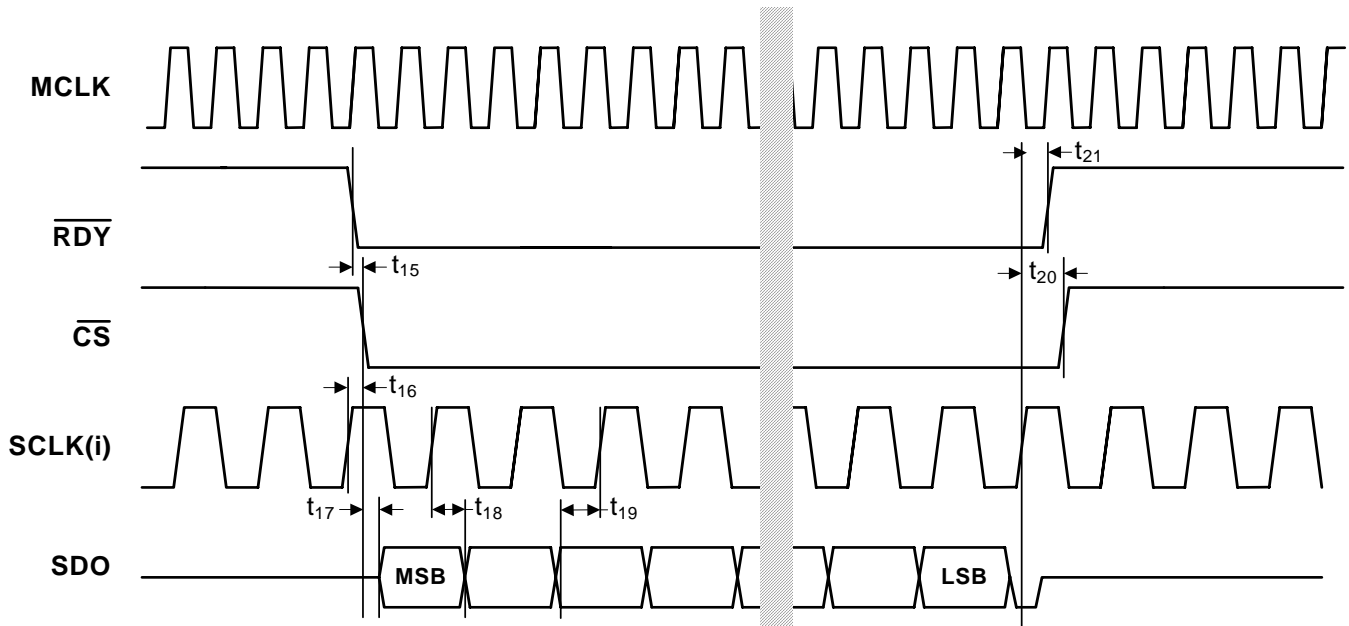 MCLK
t21
RDY
t15
t20
CS
t16
SCLK(i)
t17
t18
t19
SDO
MSB
LSB